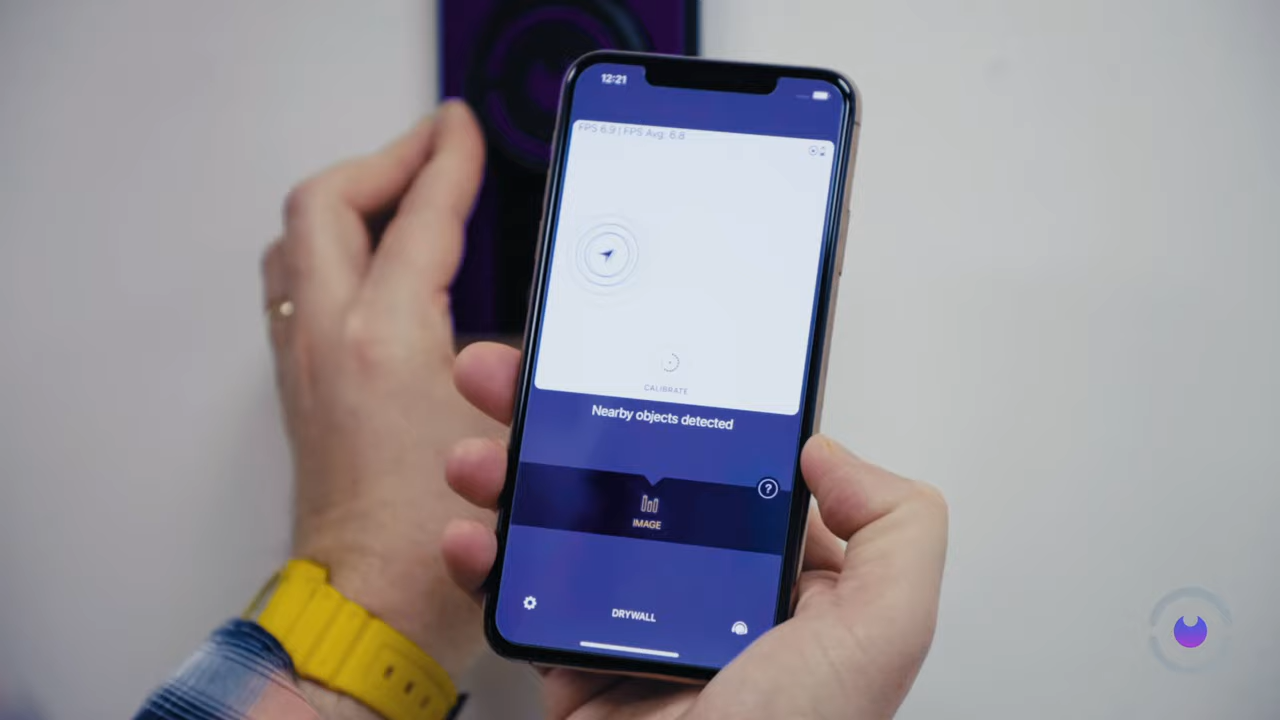 12:21
FPS 6.9 | FPS Avg: 6.8
CALIBRATE
Nearby objects detected
?
IMAGE
DRYWALL